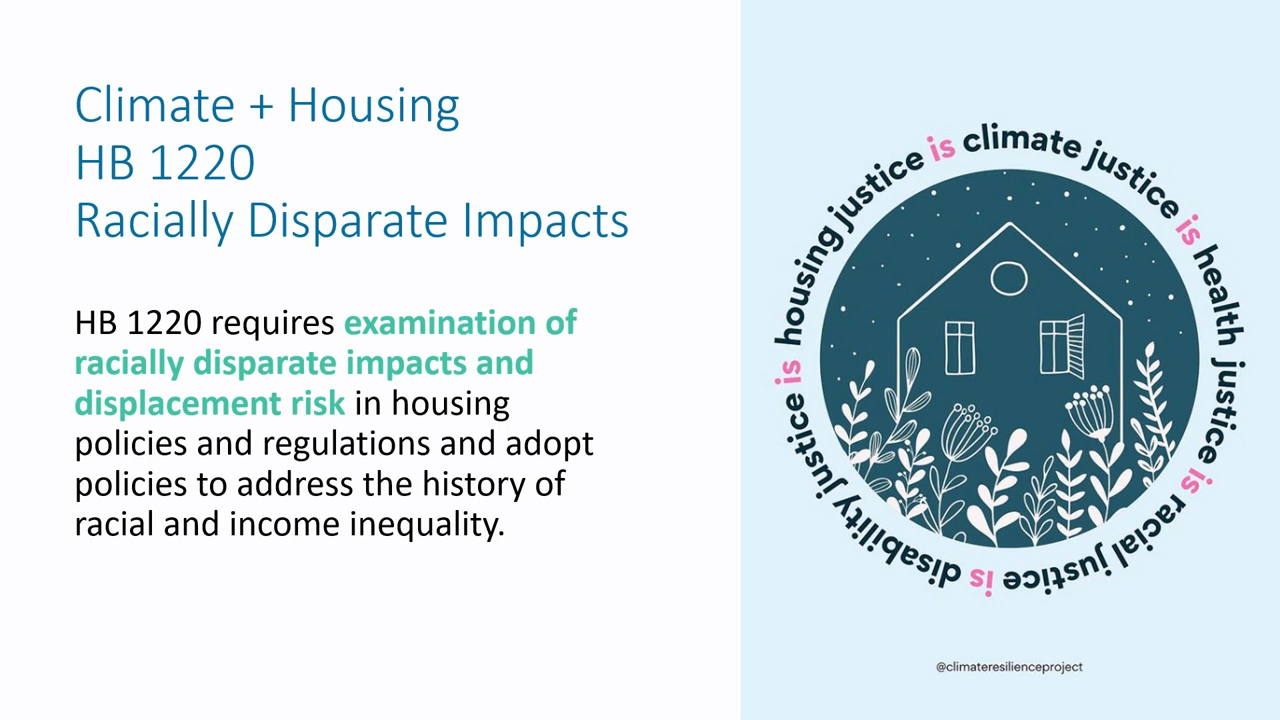 Climate + Housing
HB 1220
Racially Disparate Impacts
HB 1220 requires examination of
racially disparate impacts and
displacement risk in housing
policies and regulations and adopt
policies to address the history of
racial and income inequality.
housing justice is climate justice is health justice is racial justice is disability justice is
@climateresilienceproject